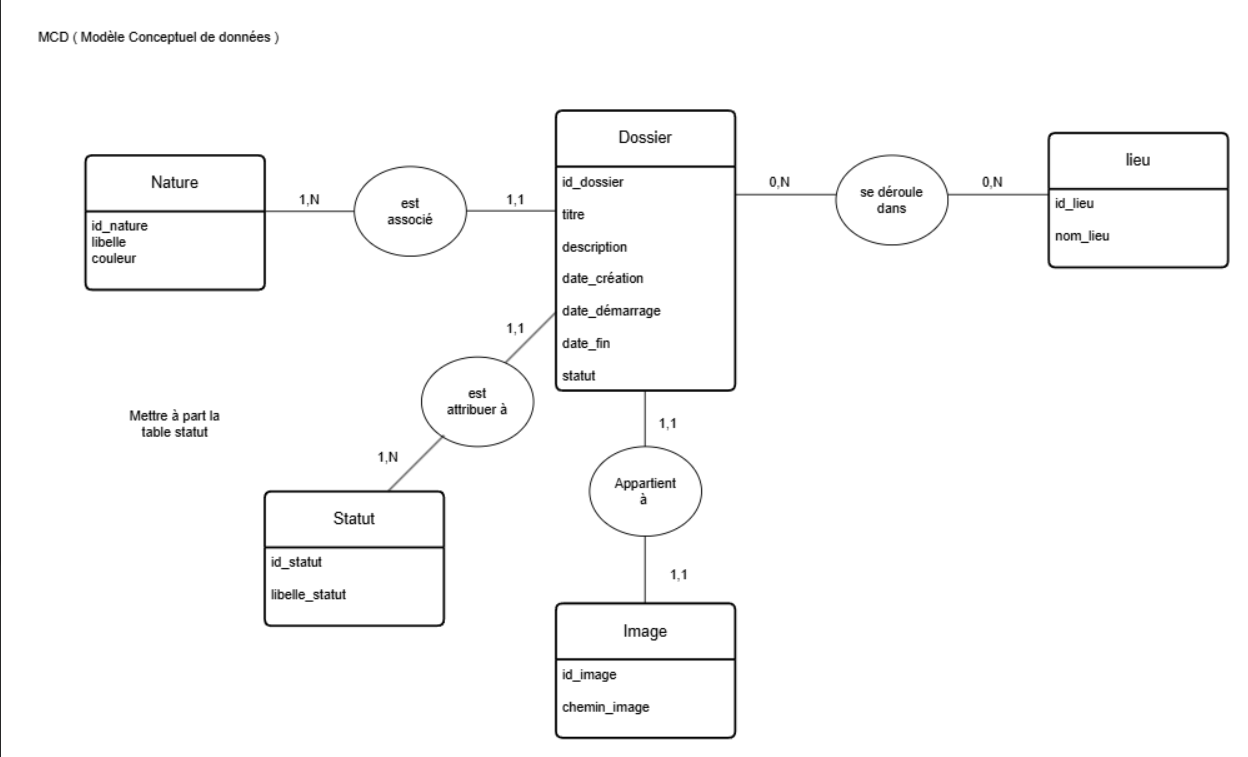 MCD ( Modèle Conceptuel de données )
Nature
id_nature
libelle
couleur
1,N
est
associé
1,1
Dossier
id_dossier
titre
description
date_création
date_démarrage
date_fin
statut
0,N
se déroule
dans
0,N
lieu
id_lieu
nom_lieu
1,1
est
attribuer à
1,N
Mettre à part la
table statut
Statut
id_statut
libelle_statut
1,1
Appartient
à
1,1
Image
id_image
chemin_image